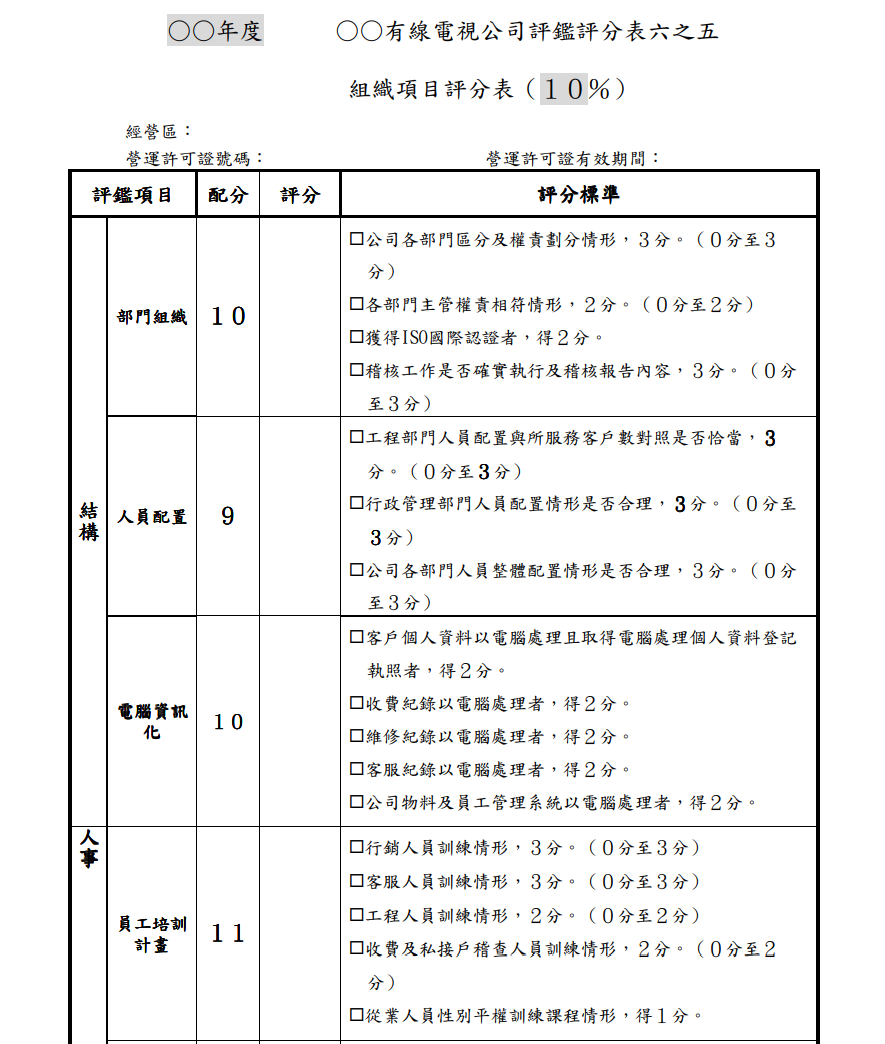 ○○年度　○○有線電視公司評鑑評分表六之五
組織項目評分表（１０％）
經營區：
營運許可證號碼：　營運許可證有效期間：
評鑑項目　配分　評分　評分標準
結構
部門組織　１０
□公司各部門區分及權責劃分情形，３分。（０分至３
分）
□各部門主管權責相符情形，２分。（０分至２分）
□獲得ISO國際認證者，得２分。
□稽核工作是否確實執行及稽核報告內容，３分。（０分
至３分）
人員配置　９
□工程部門人員配置與所服務客戶數對照是否恰當，３
分。（０分至３分）
□行政管理部門人員配置情形是否合理，３分。（０分至
３分）
□公司各部門人員整體配置情形是否合理，３分。（０分
至３分）
電腦資訊
化　１０
□客戶個人資料以電腦處理且取得電腦處理個人資料登記
執照者，得２分。
□收費紀錄以電腦處理者，得２分。
□維修紀錄以電腦處理者，得２分。
□客服紀錄以電腦處理者，得２分。
□公司物料及員工管理系統以電腦處理者，得２分。
人事
員工培訓
計畫　１１
□行銷人員訓練情形，３分。（０分至３分）
□客服人員訓練情形，３分。（０分至３分）
□工程人員訓練情形，２分。（０分至２分）
□收費及私接戶稽查人員訓練情形，２分。（０分至２
分）
□從業人員性別平權訓練課程情形，得１分。